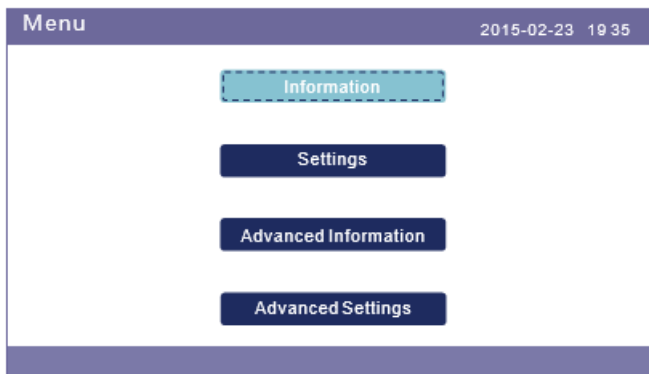 Menu
2015-02-23 19 35
Information
Settings
Advanced Information
Advanced Settings